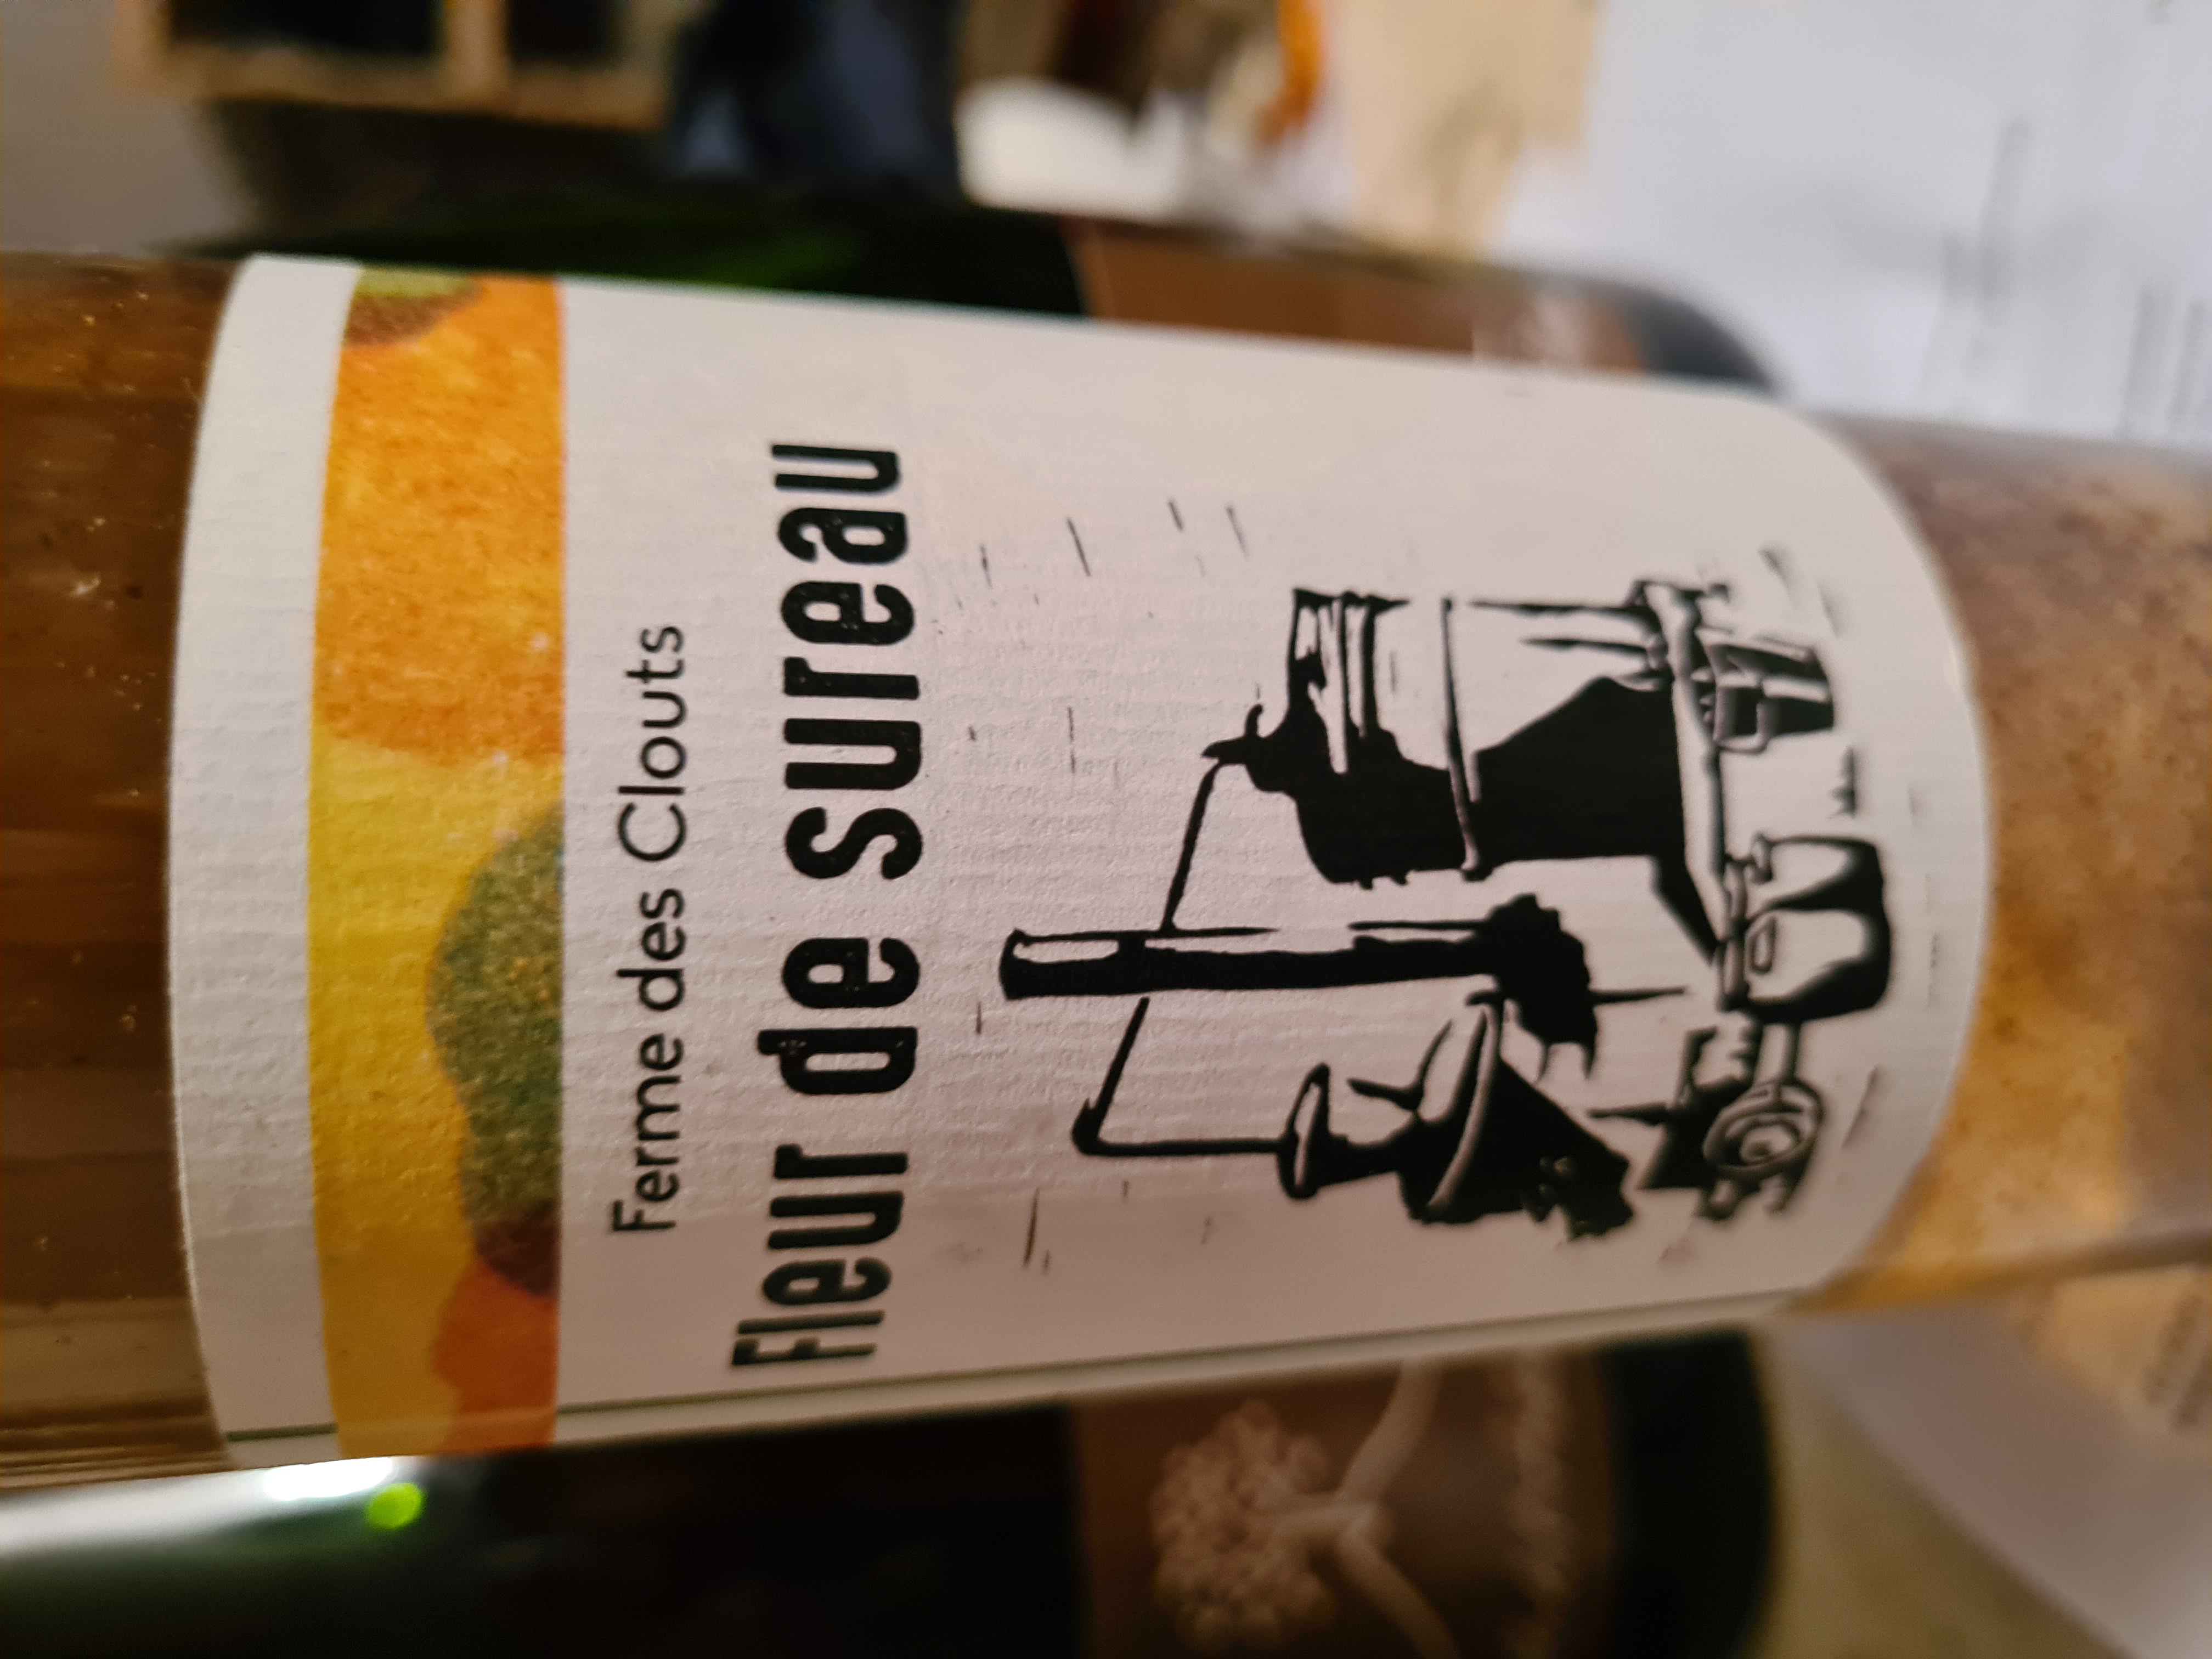 Ferme des Clouts
Fleur de sureau